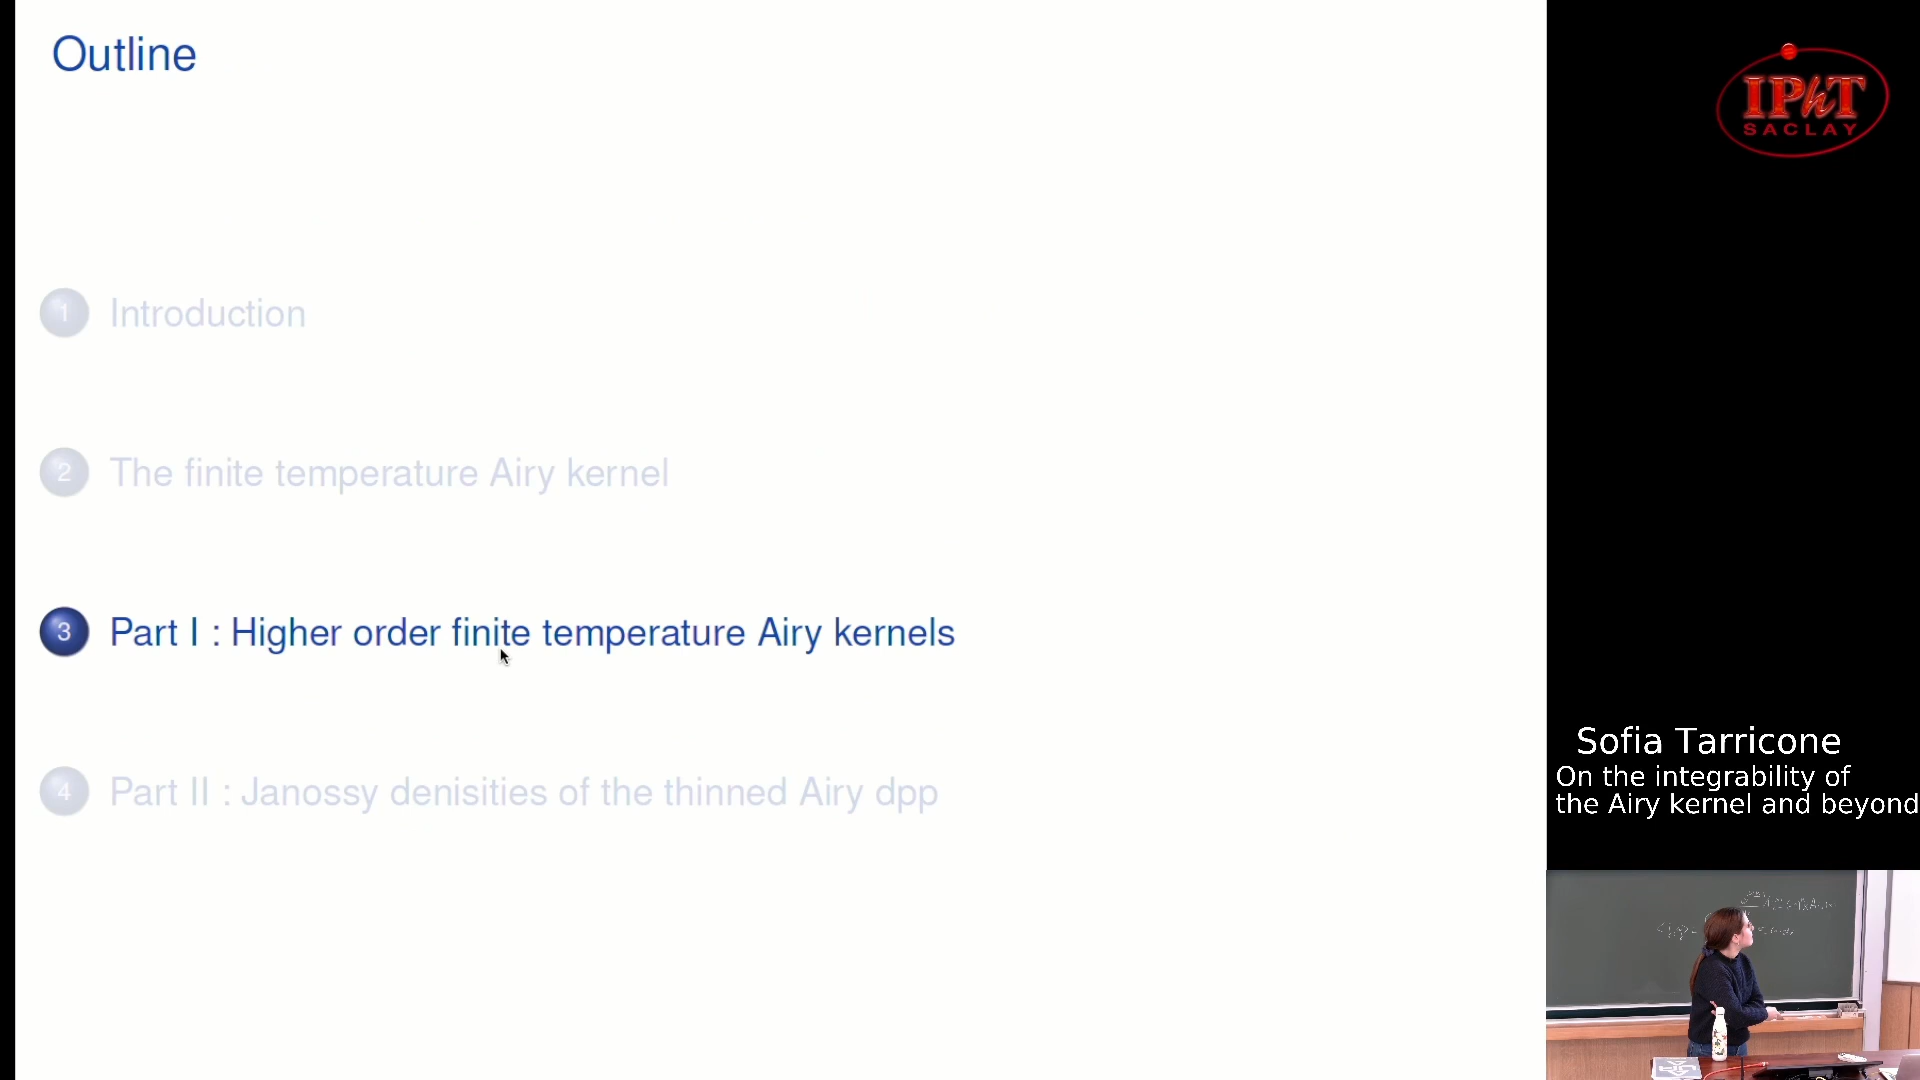 Outline
1 Introduction
2 The finite temperature Airy kernel
3 Part I : Higher order finite temperature Airy kernels
4 Part II : Janossy denisities of the thinned Airy dpp
IPhT
SACLAY
Sofia Tarricone
On the integrability of
the Airy kernel and beyond